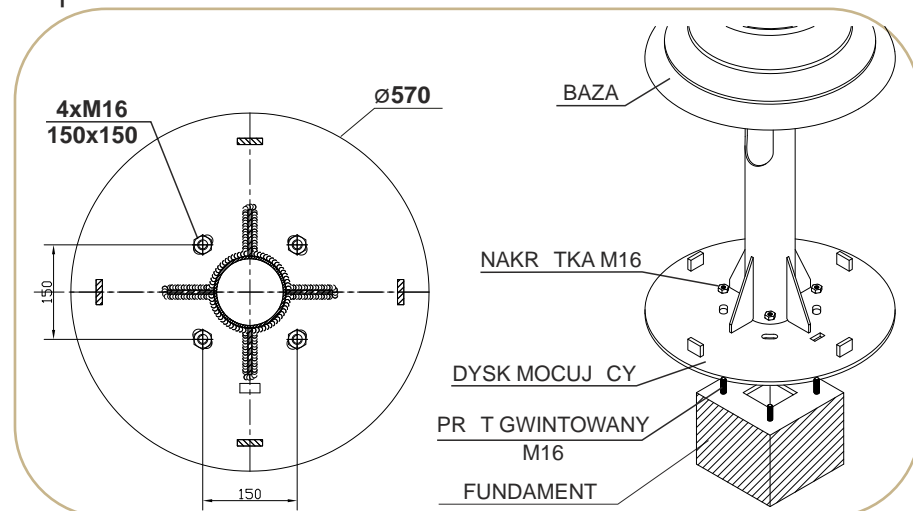 4xM16
150x150
ø570
150
150
BAZA
NAKR TKA M16
DYSK MOCUJ CY
PR T GWINTOWANY
M16
FUNDAMENT